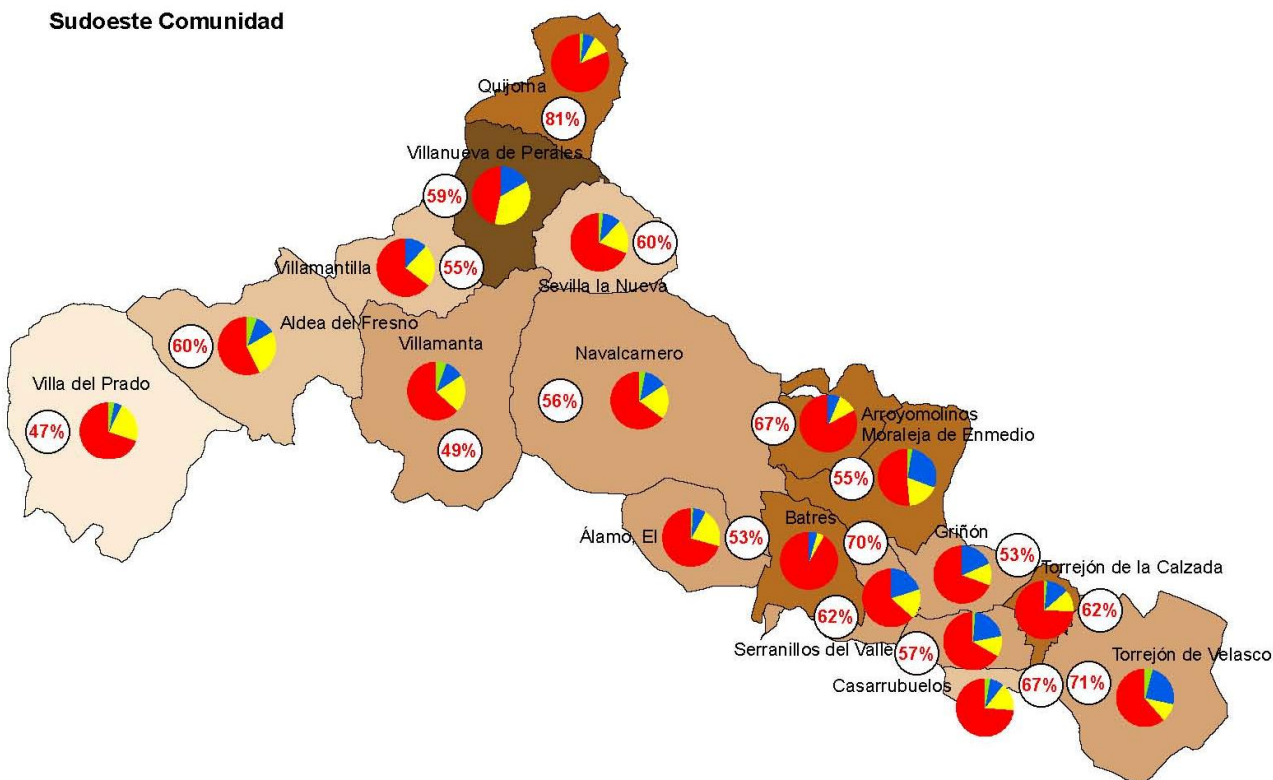 Sudoeste Comunidad
Quijorna
81%
Villanueva de Perales
59%
60%
Sevilla la Nueva
Villamantilla
55%
Aldea del Fresno
60%
Villamanta
49%
Navalcarnero
56%
Villa del Prado
47%
67%
Arroyomolinos
Moraleja de Enmedio
55%
Álamo, El
53%
Batres
70%
Griñón
53%
Torrejón de la Calzada
62%
62%
Serranillos del Valle
57%
Torrejón de Velasco
Casarrubuelos
67%
71%